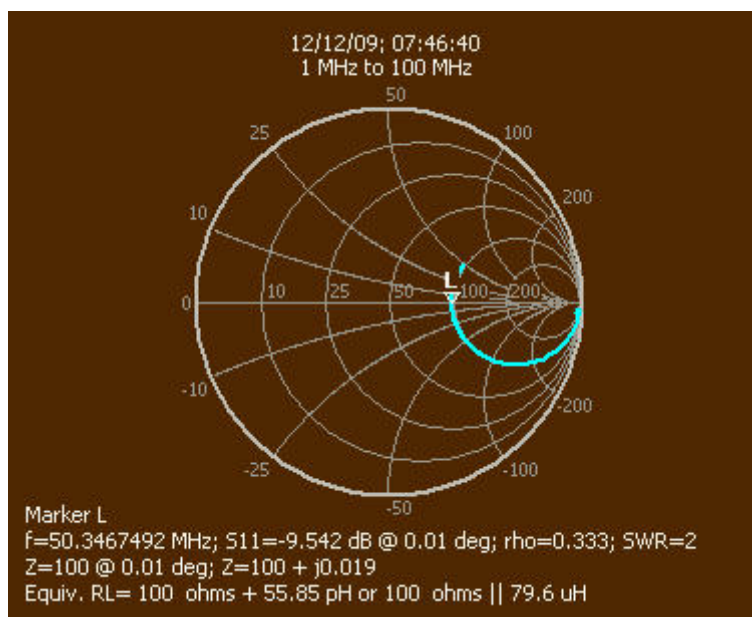 12/12/09; 07:46:40
1 MHz to 100 MHz
50
25
100
10
200
L
0
10
25
50
100
200
-10
-200
-25
-100
-50
Marker L
f=50.3467492 MHz; S11=-9.542 dB @ 0.01 deg; rho=0.333; SWR=2
Z=100 @ 0.01 deg; Z=100 + j0.019
Equiv. RL= 100 ohms + 55.85 pH or 100 ohms || 79.6 uH